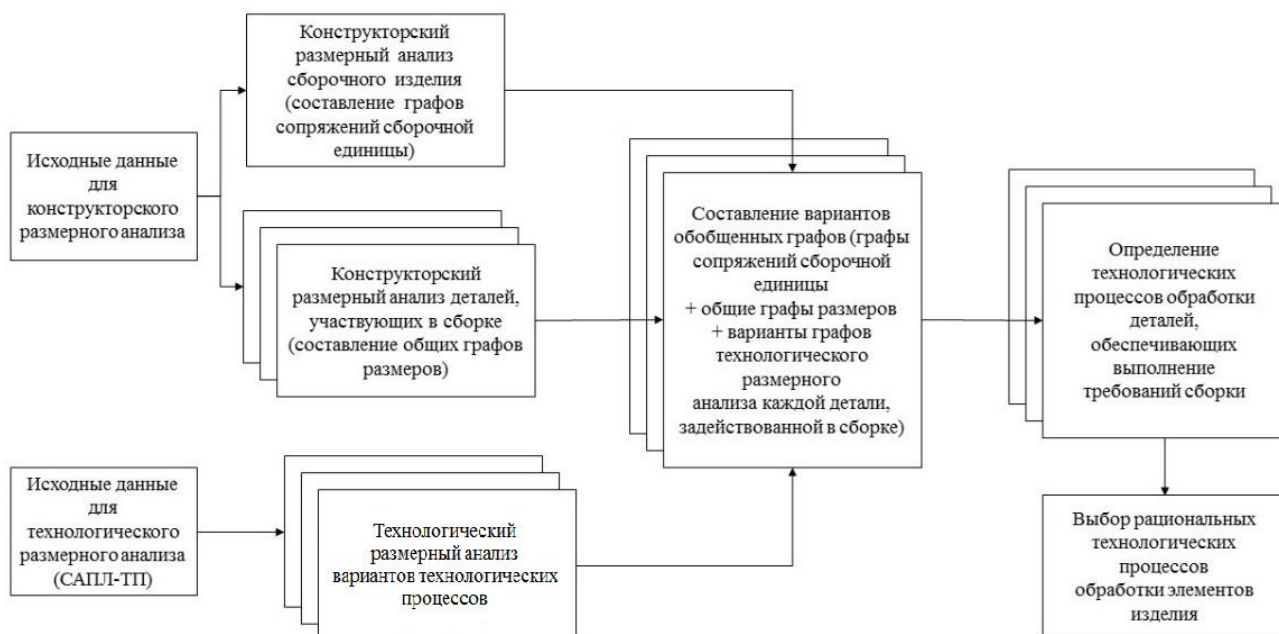 Конструкторский
размерный анализ
сборочного изделия
(составление графов
сопряжений сборочной
единицы)
Исходные данные
для
конструкторского
размерного анализа
Конструкторский
размерный анализ деталей,
участвующих в сборке
(составление общих графов
размеров)
Исходные данные
для
технологического
размерного анализа
(САПЛ-ТП)
Технологический
размерный анализ
вариантов технологических
процессов
Составление вариантов
обобщенных графов (графы
сопряжений сборочной
единицы
+ общие графы размеров
+ варианты графов
технологического
размерного
анализа каждой детали,
задействованной в сборке)
Определение
технологических
процессов обработки
деталей,
обеспечивающих
выполнение
требований сборки
Выбор рациональных
технологических
процессов
обработки элементов
изделия